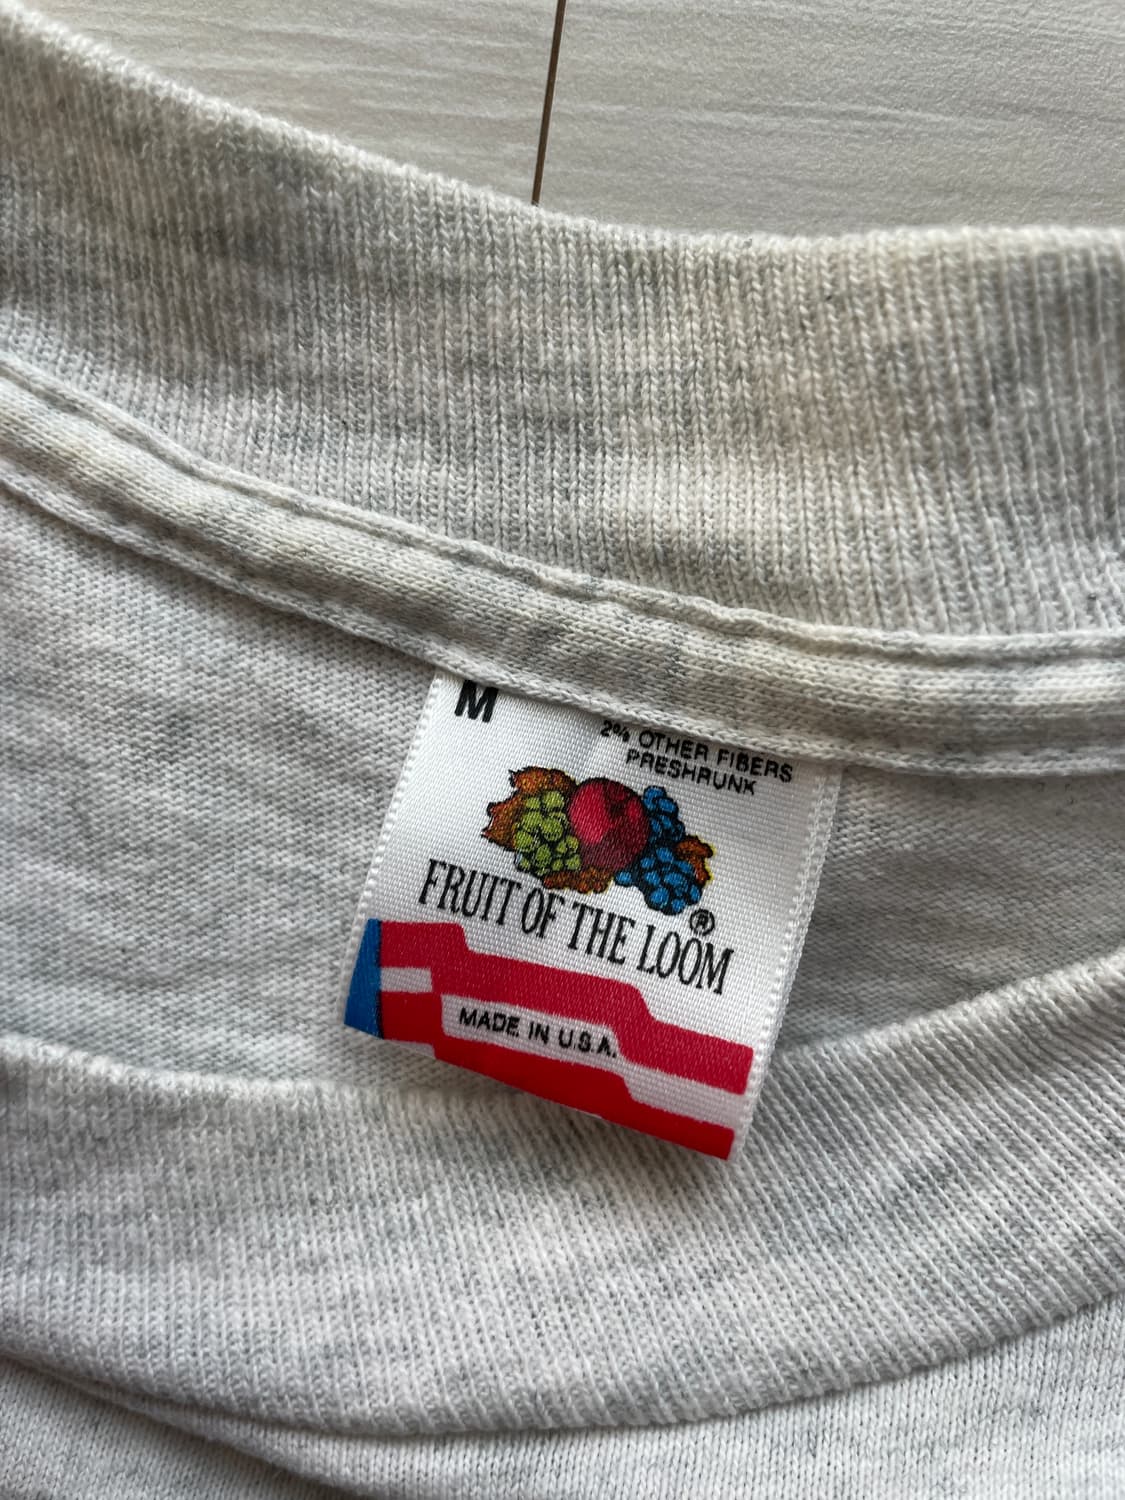 M
2% OTHER FIBERS
PRESHRUNK
FRUIT OF THE LOOM
®
MADE IN U.S.A.